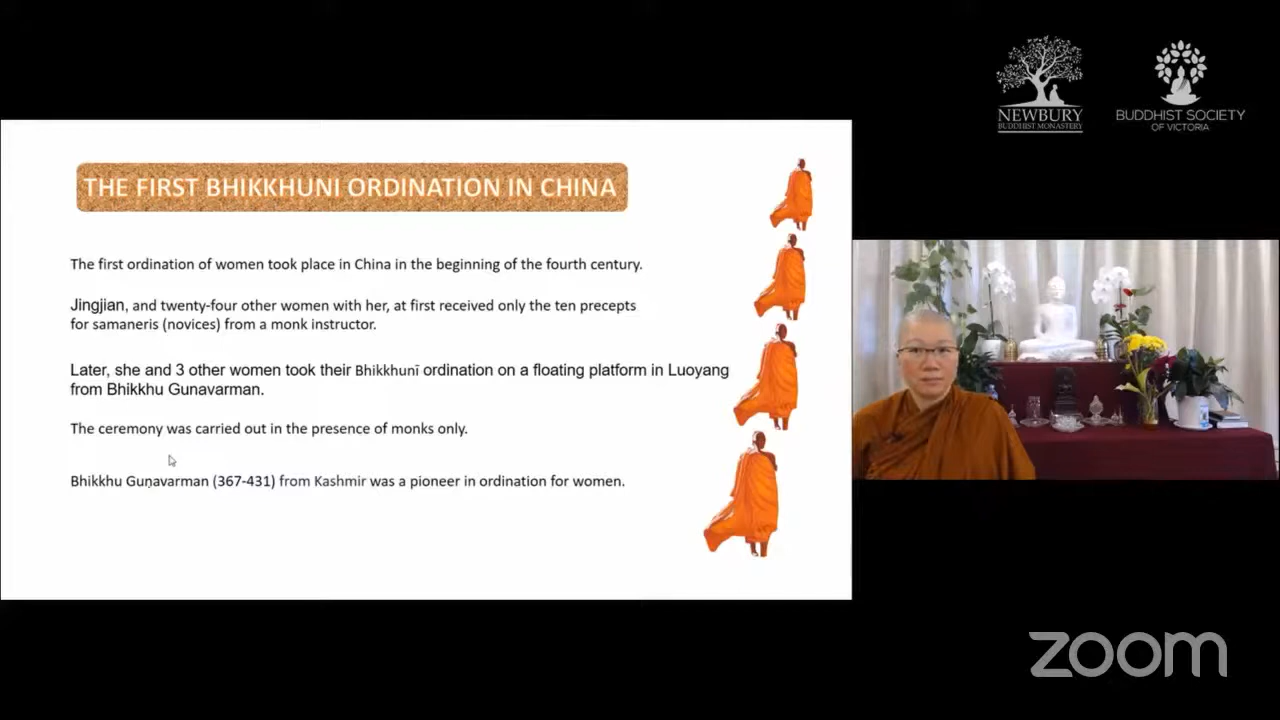 NEWBURY
BUDDHIST MONASTERY
BUDDHIST SOCIETY
OF VICTORIA
THE FIRST BHIKKHUNI ORDINATION IN CHINA
The first ordination of women took place in China in the beginning of the fourth century.
Jingjian, and twenty-four other women with her, at first received only the ten precepts
for samaneris (novices) from a monk instructor.
Later, she and 3 other women took their Bhikkhunī ordination on a floating platform in Luoyang
from Bhikkhu Gunavarman.
The ceremony was carried out in the presence of monks only.
Bhikkhu Guṇavarman (367-431) from Kashmir was a pioneer in ordination for women.
zoom